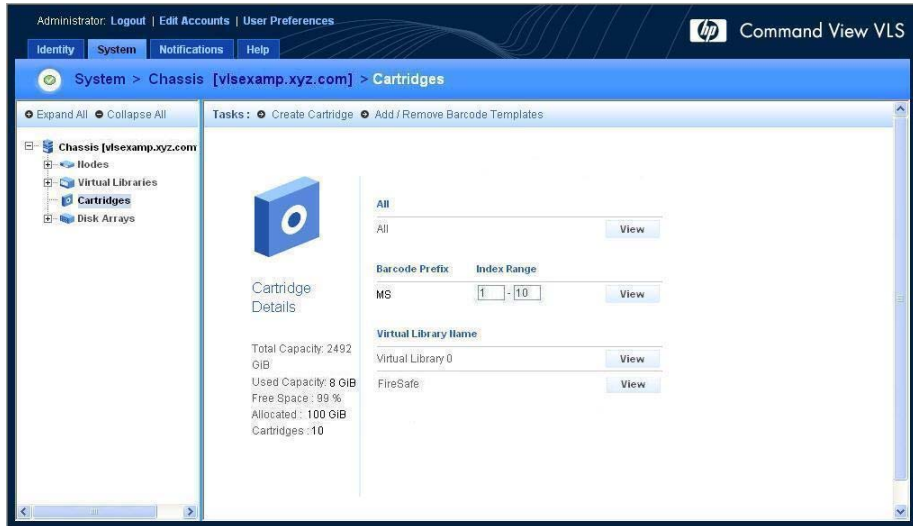 Administrator: Logout | Edit Accounts | User Preferences
hp Command View VLS
Identity System Notifications Help
System > Chassis [vlsexamp.xyz.com] > Cartridges
Expand All Collapse All
Tasks : Create Cartridge Add / Remove Barcode Templates
Chassis [vlsexamp.xyz.com
Nodes
Virtual Libraries
Cartridges
Disk Arrays
Cartridge
Details
Total Capacity: 2492
GiB
Used Capacity: 8 GiB
Free Space : 99 %
Allocated : 100 GiB
Cartridges : 10
All
All View
Barcode Prefix Index Range
MS 1 - 10 View
Virtual Library Name
Virtual Library 0 View
FireSafe View